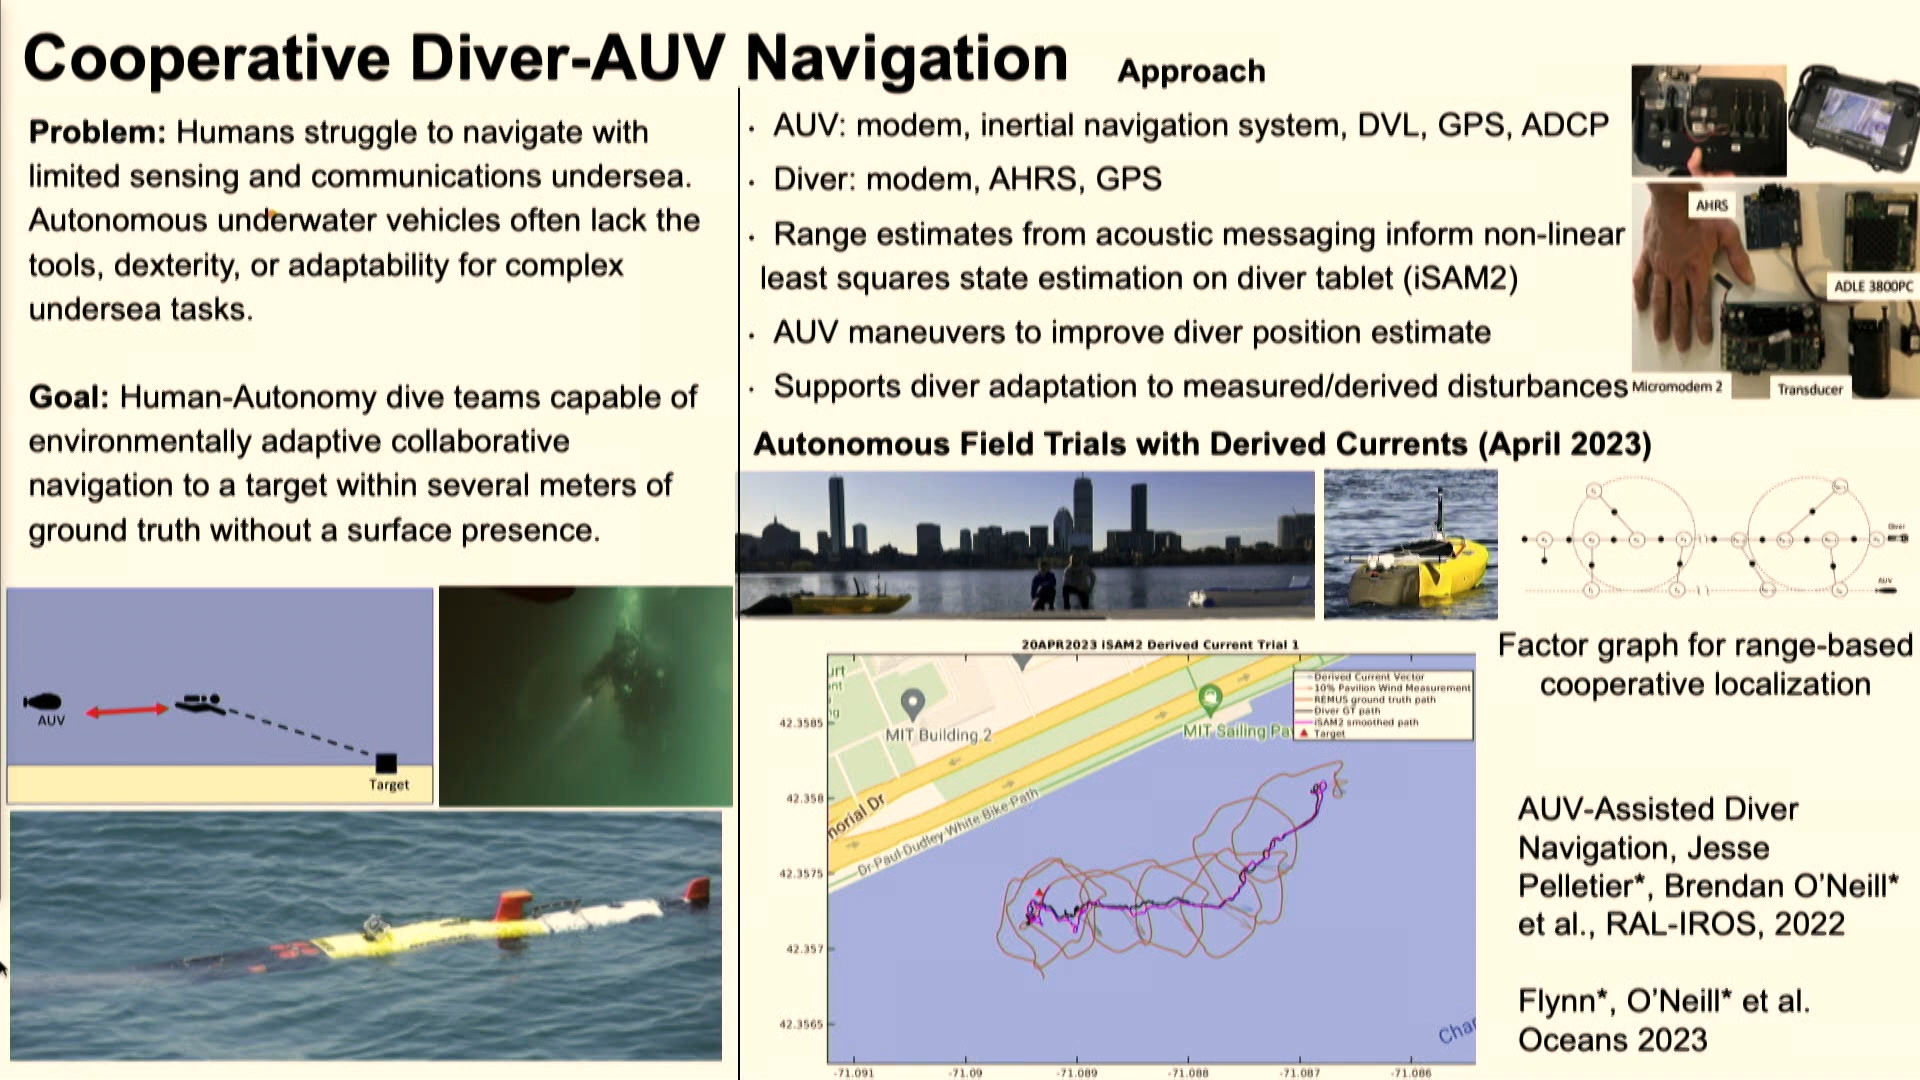 Cooperative Diver-AUV Navigation
Problem: Humans struggle to navigate with
limited sensing and communications undersea.
Autonomous underwater vehicles often lack the
tools, dexterity, or adaptability for complex
undersea tasks.
Goal: Human-Autonomy dive teams capable of
environmentally adaptive collaborative
navigation to a target within several meters of
ground truth without a surface presence.
AUV
Target
Approach
· AUV: modem, inertial navigation system, DVL, GPS, ADCP
· Diver: modem, AHRS, GPS
· Range estimates from acoustic messaging inform non-linear
least squares state estimation on diver tablet (iSAM2)
· AUV maneuvers to improve diver position estimate
· Supports diver adaptation to measured/derived disturbances
AHRS
ADLE 3800PC
Micromodem 2
Transducer
Autonomous Field Trials with Derived Currents (April 2023)
Diver
AUV
Factor graph for range-based
cooperative localization
20APR2023 iSAM2 Derived Current Trial 1
Derived Current Vector
10% Pavilion Wind Measurement
REMUS ground truth path
Diver GT path
iSAM2 smoothed path
Target
MIT Building 2
MIT Sailing Pa
morial Dr
Dr-Paul-Dudley-White-Bike-Path
Char
42.3585
42.358
42.3575
42.357
42.3565
-71.091
-71.09
-71.089
-71.088
-71.087
-71.086
AUV-Assisted Diver
Navigation, Jesse
Pelletier*, Brendan O'Neill*
et al., RAL-IROS, 2022
Flynn*, O'Neill* et al.
Oceans 2023